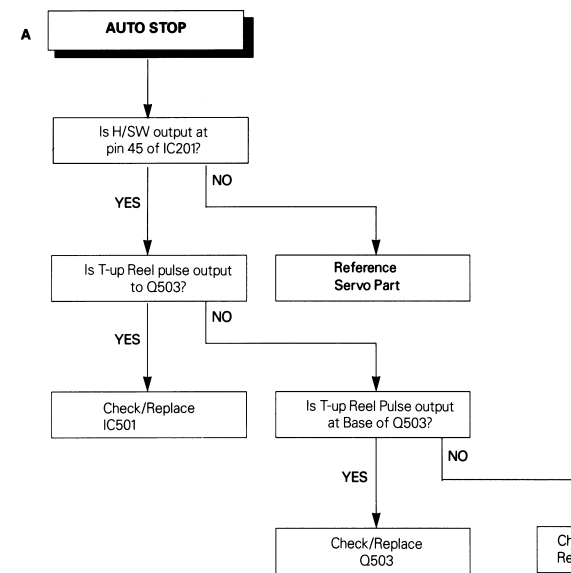 A
AUTO STOP
Is H/SW output at
pin 45 of IC201?
NO
YES
Is T-up Reel pulse output
to Q503?
Reference
Servo Part
NO
YES
Check/Replace
IC501
Is T-up Reel Pulse output
at Base of Q503?
NO
YES
Check/Replace
Q503